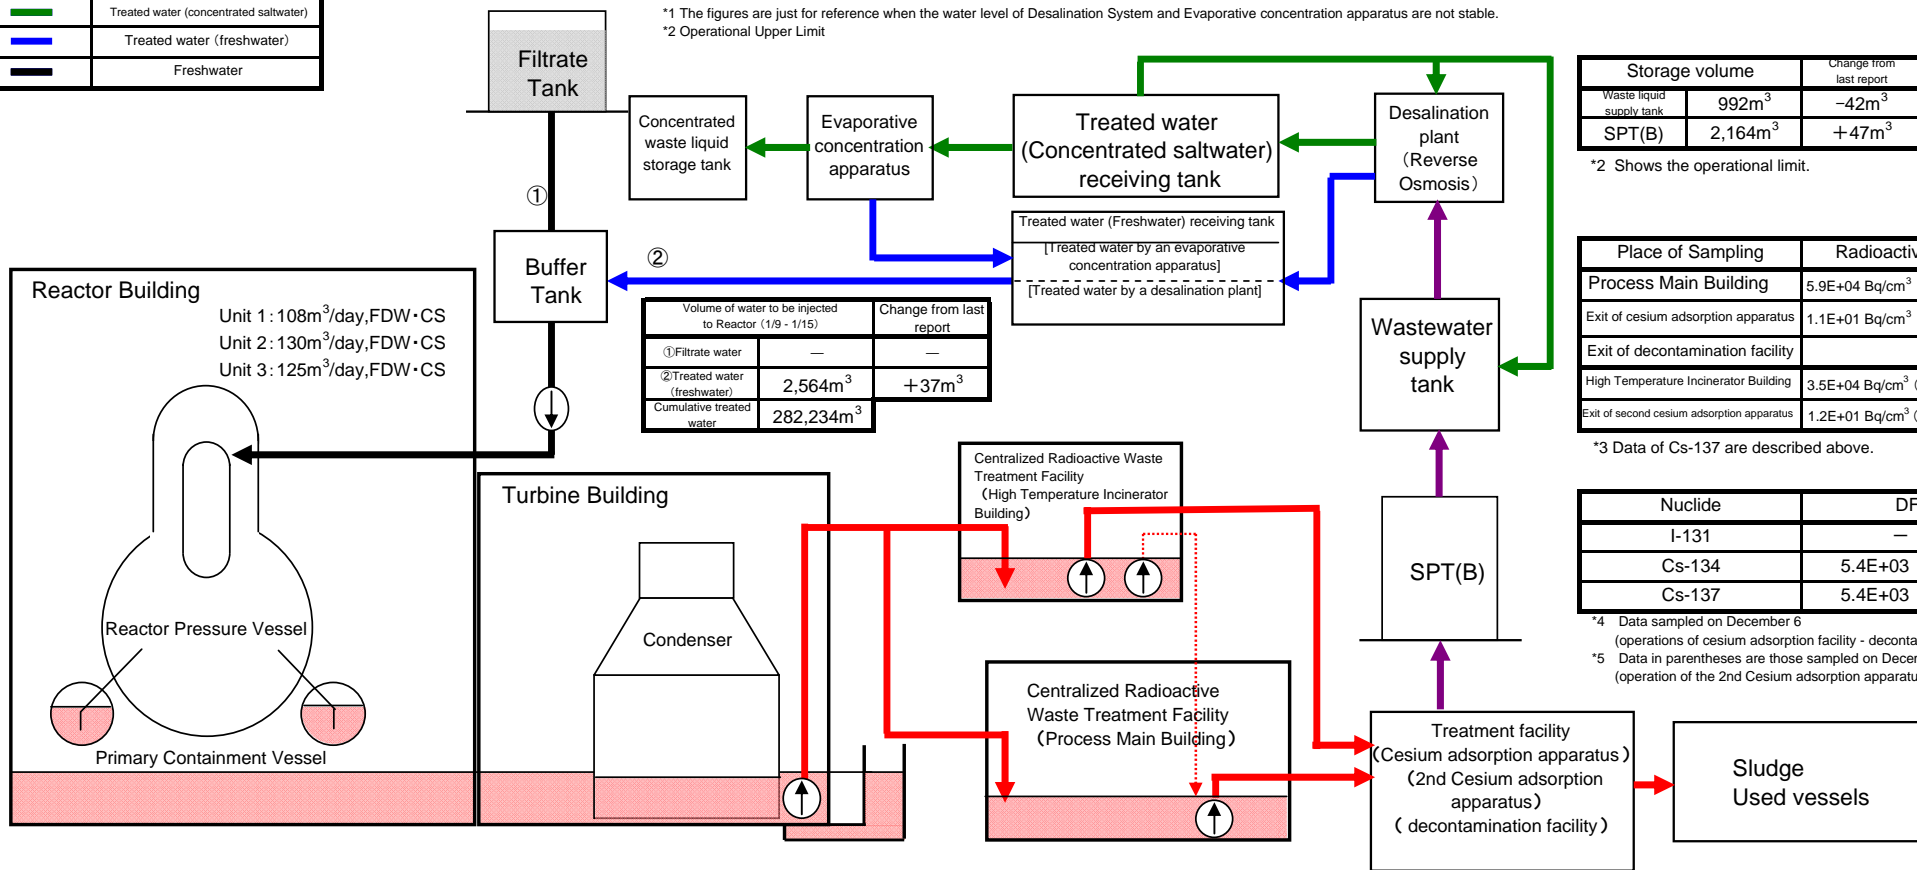 Treated water (concentrated saltwater)
Treated water (freshwater)
Freshwater
*1 The figures are just for reference when the water level of Desalination System and Evaporative concentration apparatus are not stable.
*2 Operational Upper Limit
Filtrate
Tank
Concentrated
waste liquid
storage tank
Evaporative
concentration
apparatus
Treated water
(Concentrated saltwater)
receiving tank
Desalination
plant
(Reverse
Osmosis)
Storage volume
Change from
last report
Waste liquid
supply tank
992m³
−42m³
SPT(B)
2,164m³
+47m³
*2 Shows the operational limit.
①
Buffer
Tank
②
Treated water (Freshwater) receiving tank
[Treated water by an evaporative
concentration apparatus]
[Treated water by a desalination plant]
Reactor Building
Unit 1:108m³/day,FDW・CS
Unit 2:130m³/day,FDW・CS
Unit 3:125m³/day,FDW・CS
Volume of water to be injected
to Reactor (1/9 - 1/15)
Change from last
report
①Filtrate water
—
—
②Treated water
(freshwater)
2,564m³
+37m³
Cumulative treated
water
282,234m³
Wastewater
supply
tank
Place of Sampling
Process Main Building
5.9E+04 Bq/cm³
Exit of cesium adsorption apparatus
1.1E+01 Bq/cm³
Exit of decontamination facility
High Temperature Incinerator Building
3.5E+04 Bq/cm³ (
Exit of second cesium adsorption apparatus
1.2E+01 Bq/cm³ (
*3 Data of Cs-137 are described above.
Turbine Building
Centralized Radioactive Waste
Treatment Facility
(High Temperature Incinerator
Building)
Nuclide
DF
I-131
—
Cs-134
5.4E+03
Cs-137
5.4E+03
*4 Data sampled on December 6
(operations of cesium adsorption facility -
*5 Data in parentheses are those sampled on
(operation of the 2nd Cesium adsorption
SPT(B)
Reactor Pressure Vessel
Primary Containment Vessel
Condenser
Centralized Radioactive
Waste Treatment Facility
(Process Main Building)
Treatment facility
(Cesium adsorption apparatus)
(2nd Cesium adsorption
apparatus)
( decontamination facility)
Sludge
Used vessels